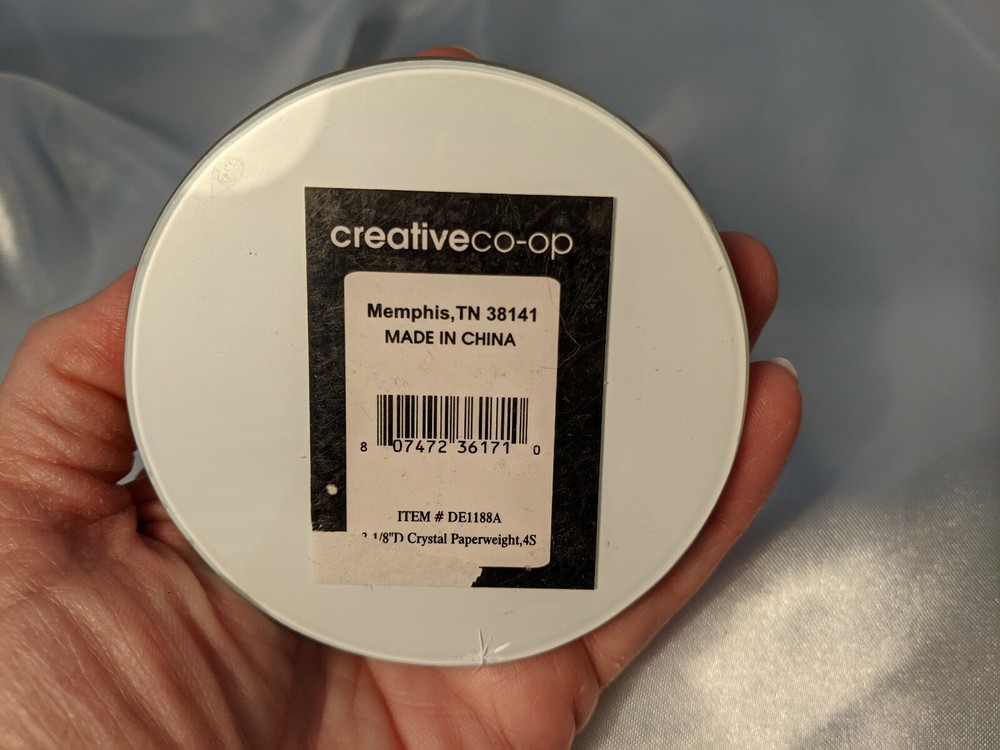 creativeco-op
Memphis,TN 38141
MADE IN CHINA
8 07472 36171 0
ITEM # DE1188A
1/8"D Crystal Paperweight,4S